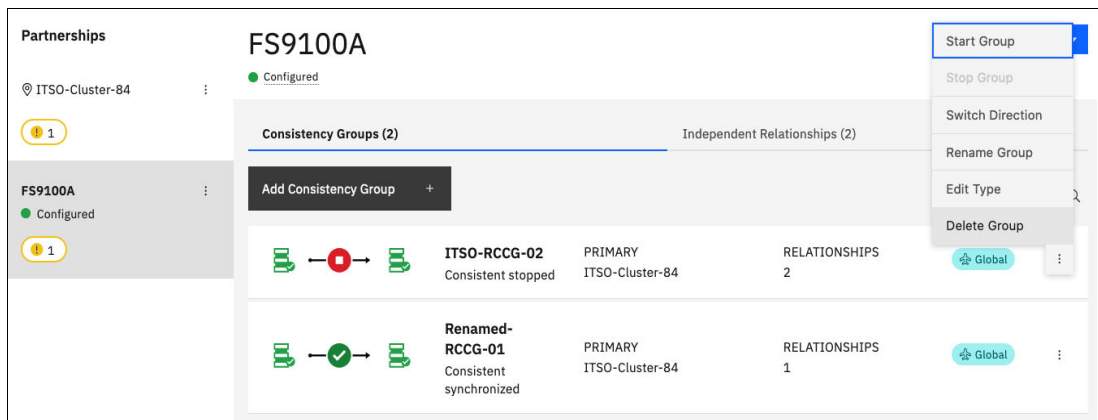 Partnerships
ITSO-Cluster-84
1
FS9100A
Configured
1
FS9100A
Configured
Consistency Groups (2)
Independent Relationships (2)
Add Consistency Group +
Start Group
Stop Group
Switch Direction
Rename Group
Edit Type
Delete Group
ITSO-RCCG-02
Consistent stopped
PRIMARY
ITSO-Cluster-84
RELATIONSHIPS
2
Global
Renamed-
RCCG-01
Consistent
synchronized
PRIMARY
ITSO-Cluster-84
RELATIONSHIPS
1
Global